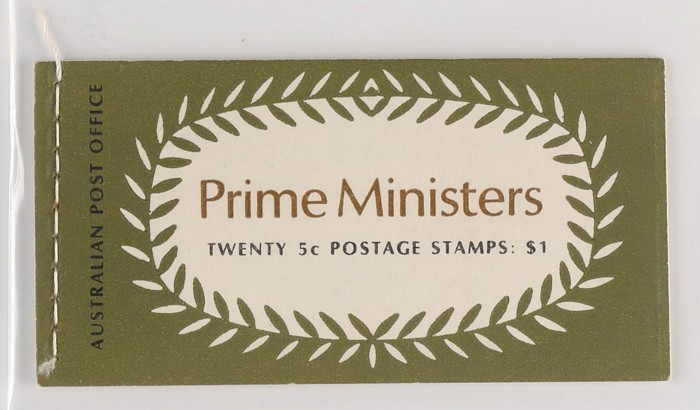 AUSTRALIAN POST OFFICE
Prime Ministers
TWENTY 5c POSTAGE STAMPS: $1